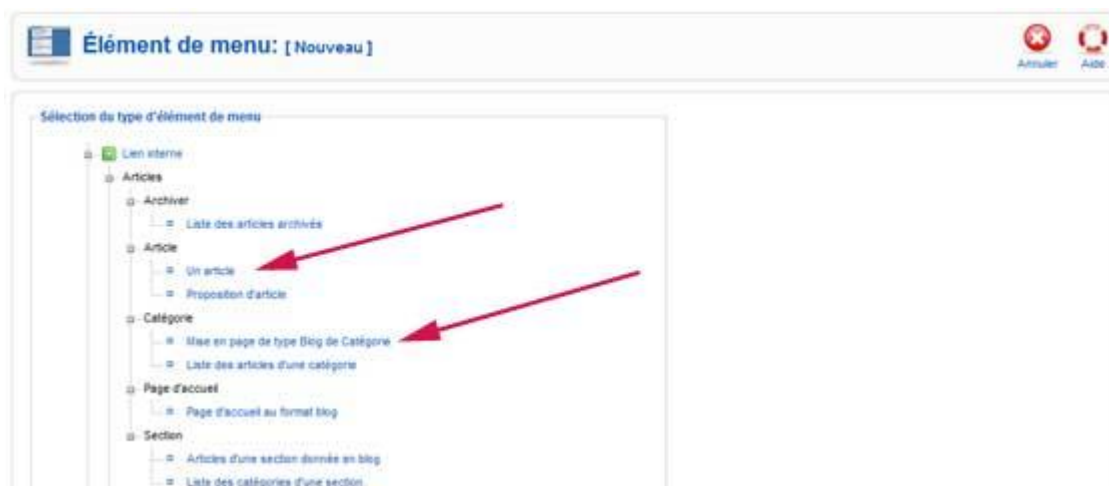 Élément de menu: [ Nouveau ]
Annuler
Aide
Sélection du type d'élément de menu
Lien interne
Articles
Archiver
Liste des articles archivés
Article
Un article
Proposition d'article
Catégorie
Mise en page de type Blog de Catégorie
Liste des articles d'une catégorie
Page d'accueil
Page d'accueil au format blog
Section
Articles d'une section donnée en blog
Liste des catégories d'une section